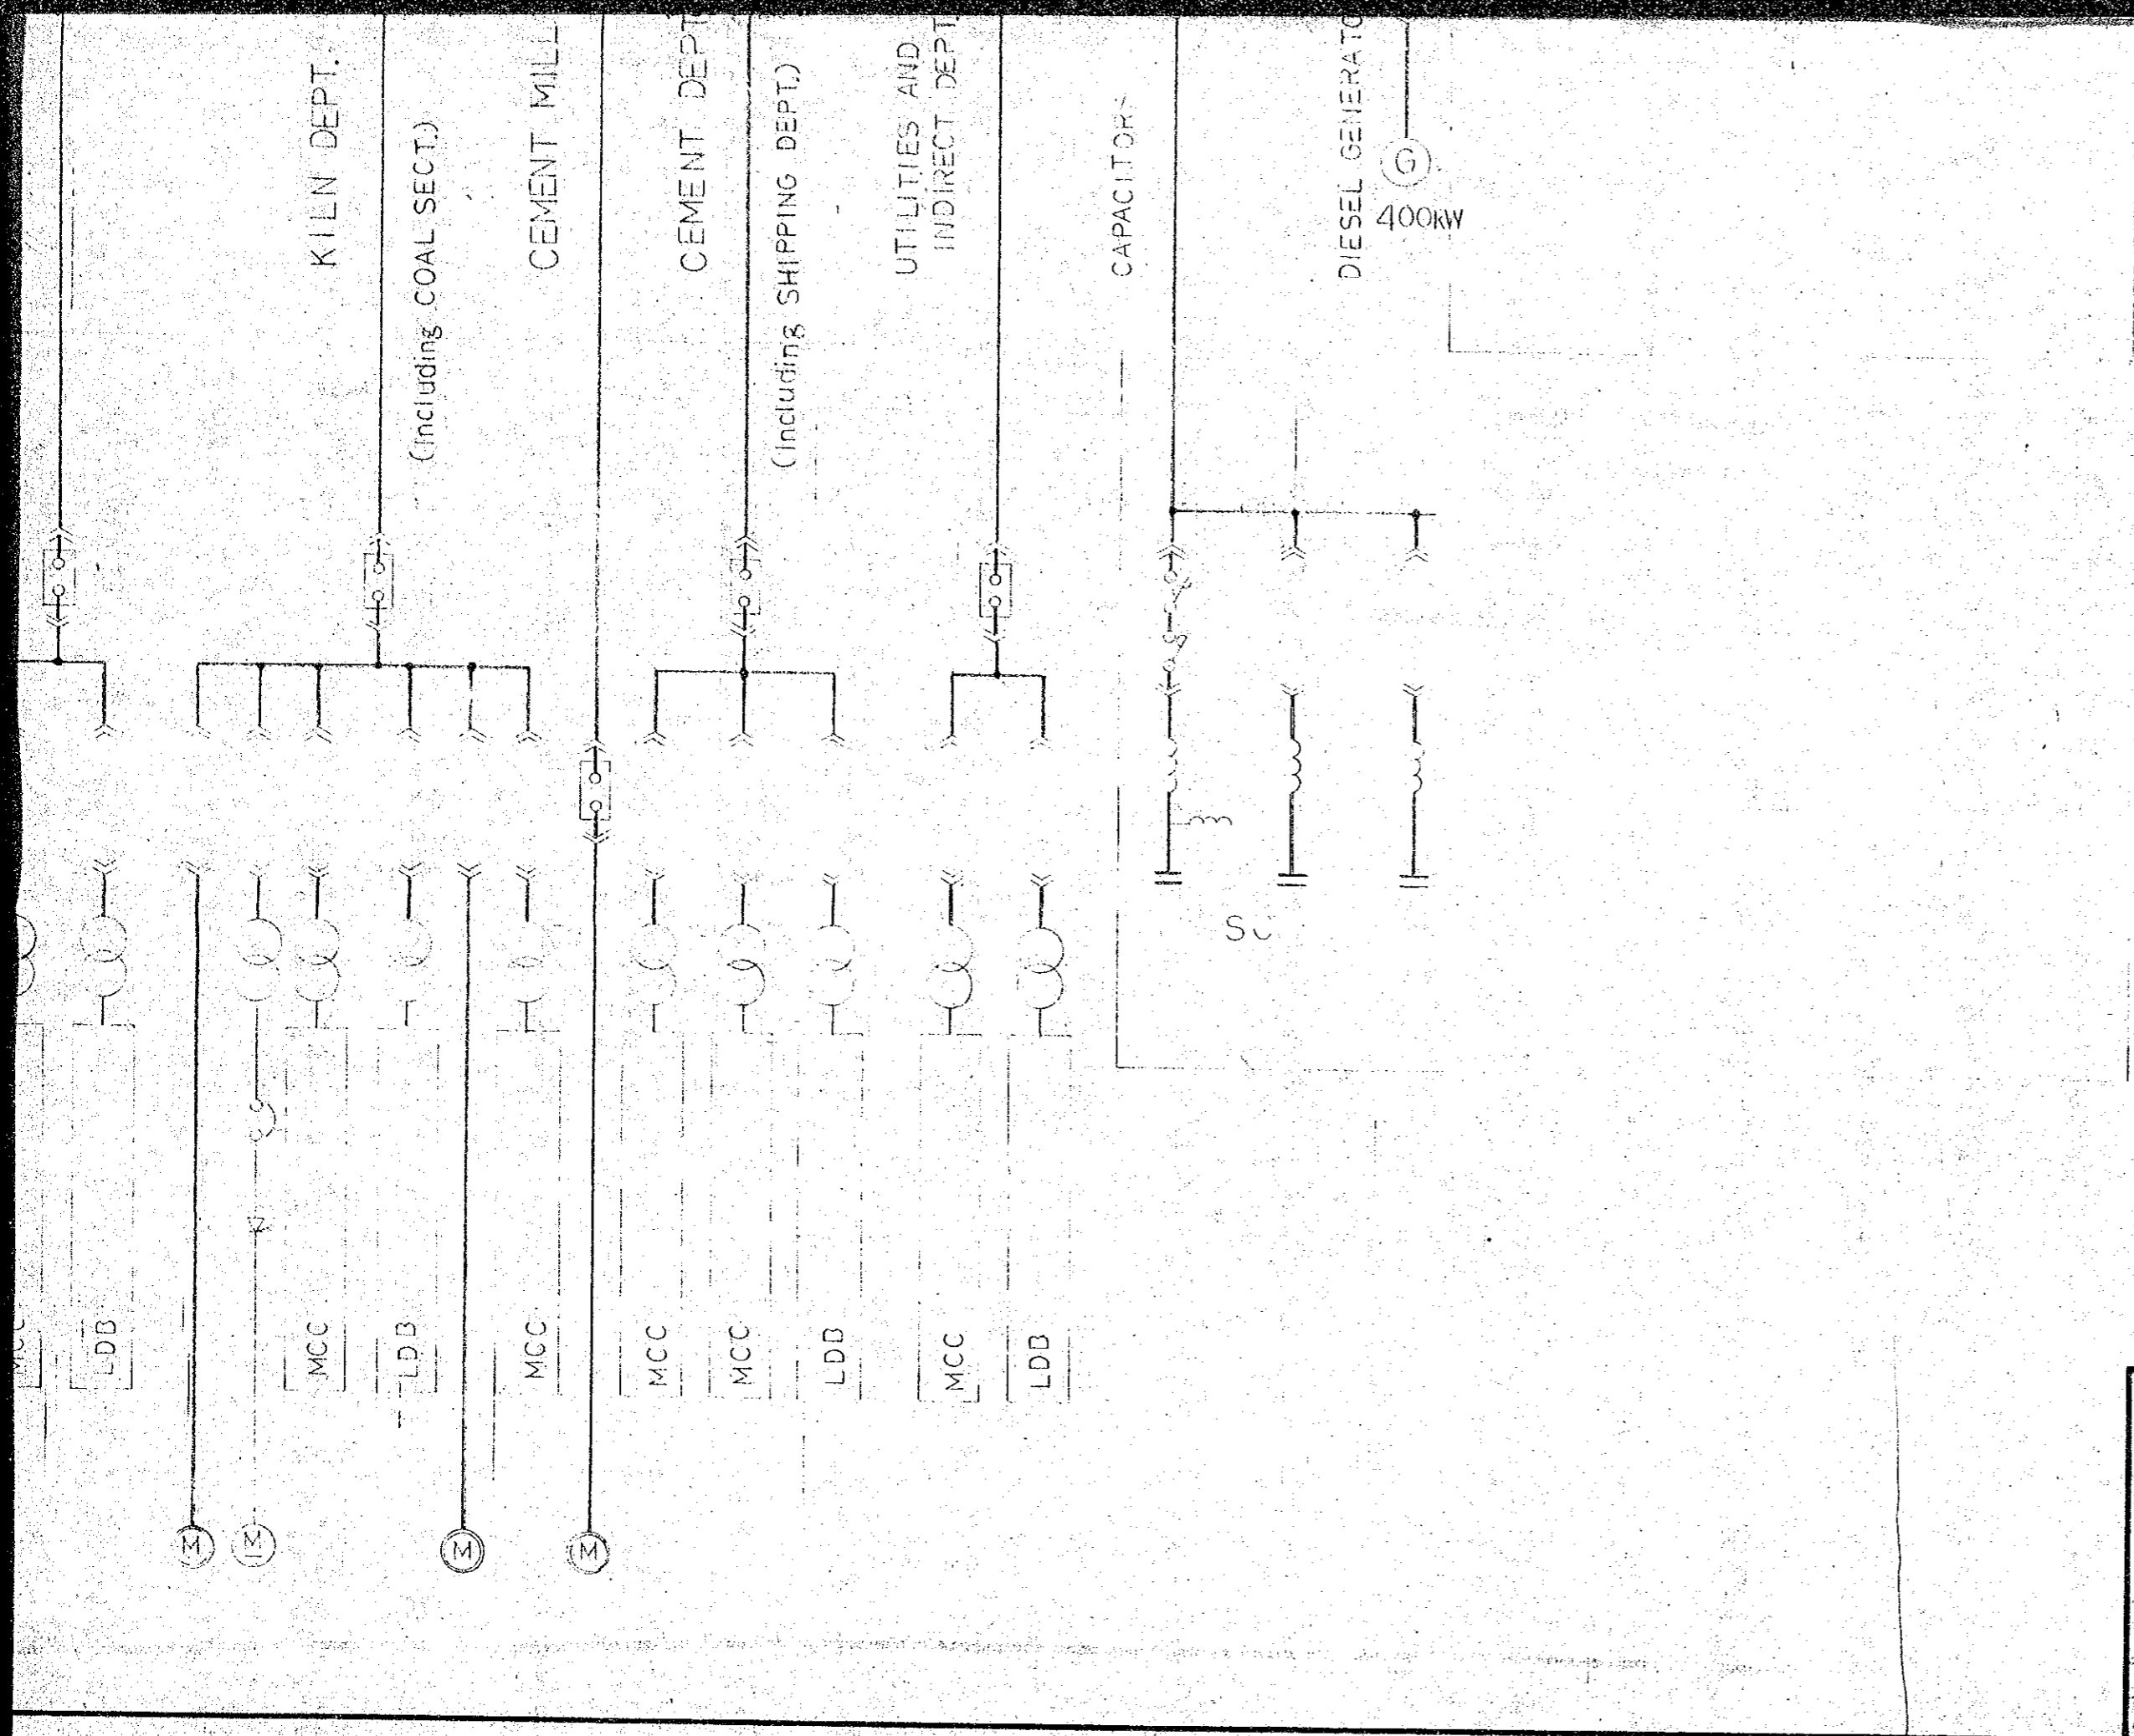 KILN DEPT.
(Including COAL SECT.)
CEMENT MILL
CEMENT DEPT
(Including SHIPPING DEPT.)
UTILITIES AND
INDIRECT DEPT.
CAPACITOR
DIESEL GENERATO
G
400kW
MCC
LDB
MCC
LDB
MCC
MCC
MCC
LDB
MCC
LDB
M
M
M
M